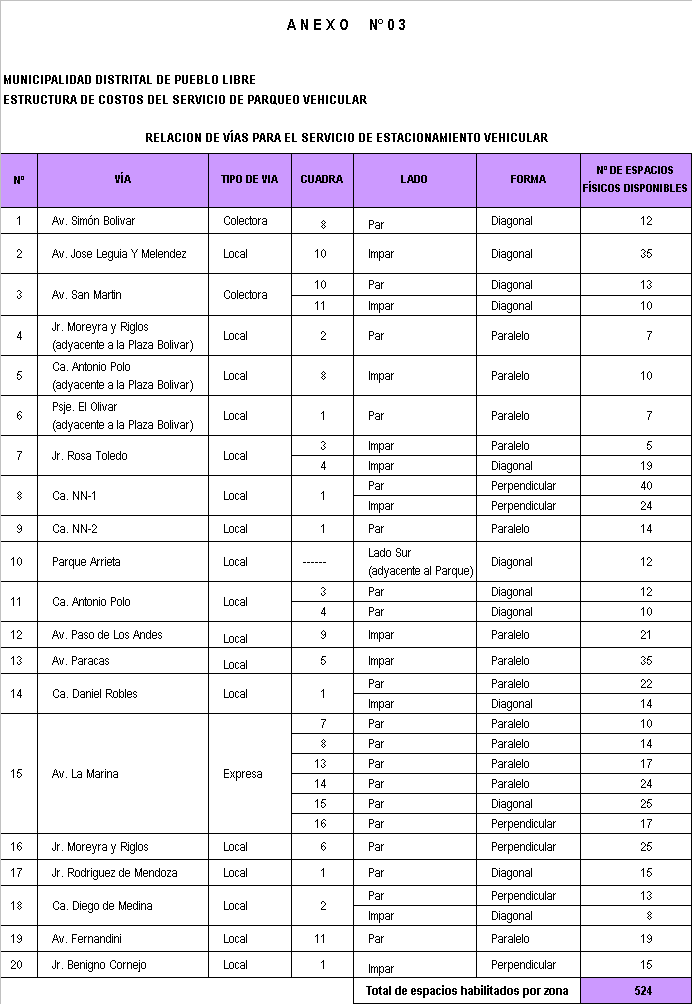 ANEXO Nº 03
MUNICIPALIDAD DISTRITAL DE PUEBLO LIBRE
ESTRUCTURA DE COSTOS DEL SERVICIO DE PARQUEO VEHICULAR
RELACION DE VÍAS PARA EL SERVICIO DE ESTACIONAMIENTO VEHICULAR
Nº VÍA TIPO DE VIA CUADRA LADO FORMA Nº DE ESPACIOS
FÍSICOS DISPONIBLES
1 Av. Simón Bolivar Colectora 8 Par Diagonal 12
2 Av. Jose Leguia Y Melendez Local 10 Impar Diagonal 35
3 Av. San Martin Colectora 10 Par Diagonal 13
11 Impar Diagonal 10
4 Jr. Moreyra y Riglos
(adyacente a la Plaza Bolivar) Local 2 Par Paralelo 7
5 Ca. Antonio Polo
(adyacente a la Plaza Bolivar) Local 8 Impar Paralelo 10
6 Psje. El Olivar
(adyacente a la Plaza Bolivar) Local 1 Par Paralelo 7
7 Jr. Rosa Toledo Local 3 Impar Paralelo 5
4 Impar Diagonal 19
8 Ca. NN-1 Local 1 Par Perpendicular 40
Impar Perpendicular 24
9 Ca. NN-2 Local 1 Par Paralelo 14
10 Parque Arrieta Local ------ Lado Sur
(adyacente al Parque) Diagonal 12
11 Ca. Antonio Polo Local 3 Par Diagonal 12
4 Par Diagonal 10
12 Av. Paso de Los Andes Local 9 Impar Paralelo 21
13 Av. Paracas Local 5 Impar Paralelo 35
14 Ca. Daniel Robles Local 1 Par Paralelo 22
Impar Diagonal 14
15 Av. La Marina Expresa 7 Par Paralelo 10
8 Par Paralelo 14
13 Par Paralelo 17
14 Par Paralelo 24
15 Par Diagonal 25
16 Par Perpendicular 17
16 Jr. Moreyra y Riglos Local 6 Par Perpendicular 25
17 Jr. Rodriguez de Mendoza Local 1 Par Diagonal 15
18 Ca. Diego de Medina Local 2 Par Perpendicular 13
Impar Diagonal 8
19 Av. Fernandini Local 11 Par Paralelo 19
20 Jr. Benigno Cornejo Local 1 Impar Perpendicular 15
Total de espacios habilitados por zona 524